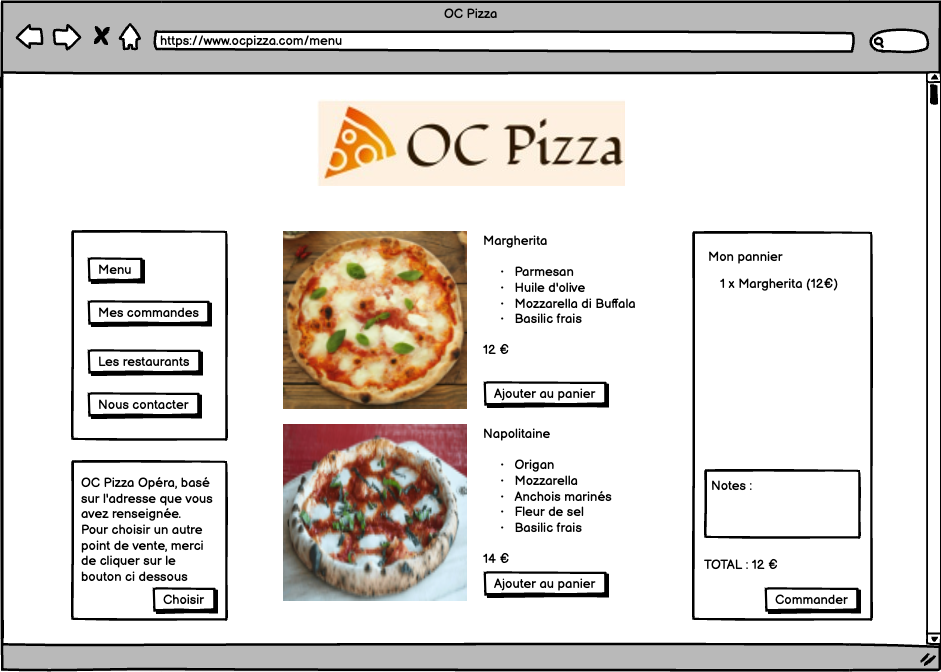 OC Pizza
https://www.ocpizza.com/menu
OC Pizza
Menu
Mes commandes
Les restaurants
Nous contacter
OC Pizza Opéra, basé
sur l'adresse que vous
avez renseignée.
Pour choisir un autre
point de vente, merci
de cliquer sur le
bouton ci dessous
Choisir
Margherita
· Parmesan
· Huile d'olive
· Mozzarella di Buffala
· Basilic frais
12 €
Ajouter au panier
Napolitaine
· Origan
· Mozzarella
· Anchois marinés
· Fleur de sel
· Basilic frais
14 €
Ajouter au panier
Mon pannier
1 x Margherita (12€)
Notes :
TOTAL : 12 €
Commander